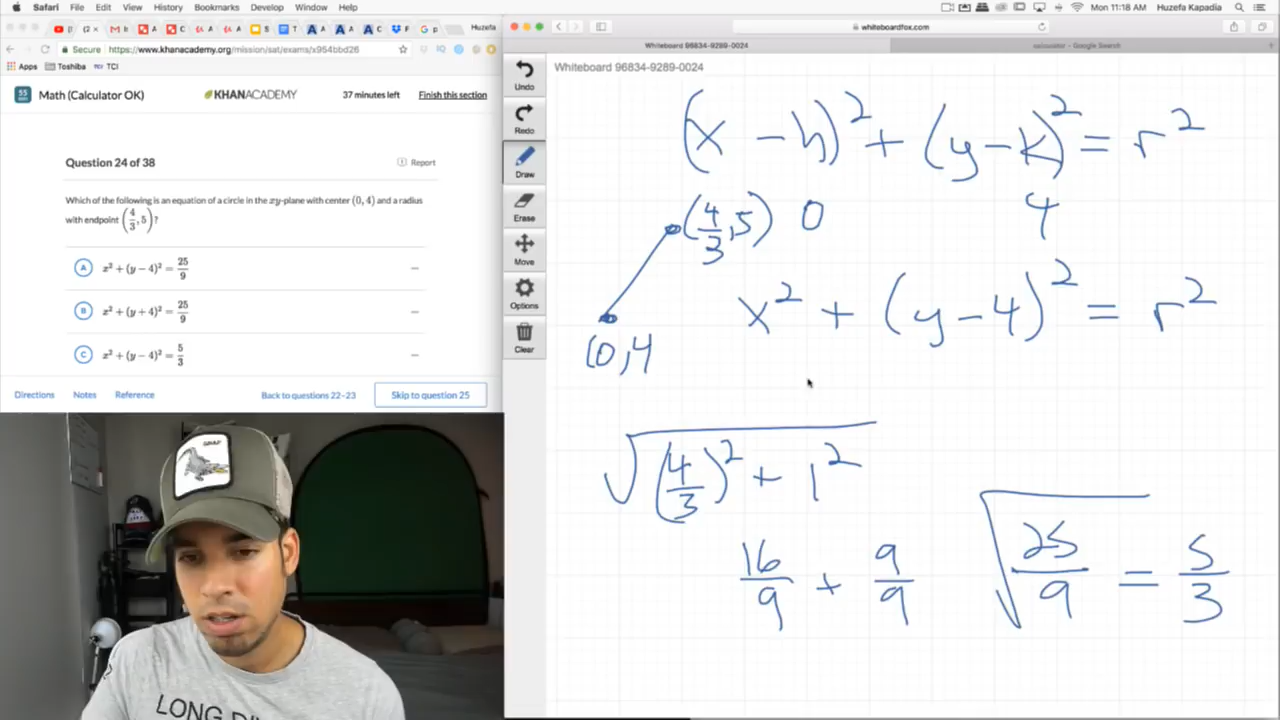 Safari File Edit View History Bookmarks Develop Window Help
Mon 11:18 AM Huzefa Kapadia
Huzefa
Secure https://www.khanacademy.org/mission/sat/exams/x954bbd26
Apps Toshiba TCI
Math (Calculator OK)
KHANACADEMY
37 minutes left
Finish this section
Question 24 of 38
Report
Which of the following is an equation of a circle in the xy-plane with center (0, 4) and a radius
with endpoint (4/3, 5)?
A x² + (y − 4)² = 25/9
B x² + (y + 4)² = 25/9
C x² + (y − 4)² = 5/3
Directions Notes Reference
Back to questions 22–23
Skip to question 25
LONG DI
whiteboardfox.com
Whiteboard 96834-9289-0024
calculator - Google Search
Whiteboard 96834-9289-0024
Undo
Redo
Draw
Erase
Move
Options
Clear
(x − h)² + (y − k)² = r²
(4/3, 5) 0 4
x² + (y − 4)² = r²
(0, 4
√(4/3)² + 1²
16/9 + 9/9 √25/9 = 5/3